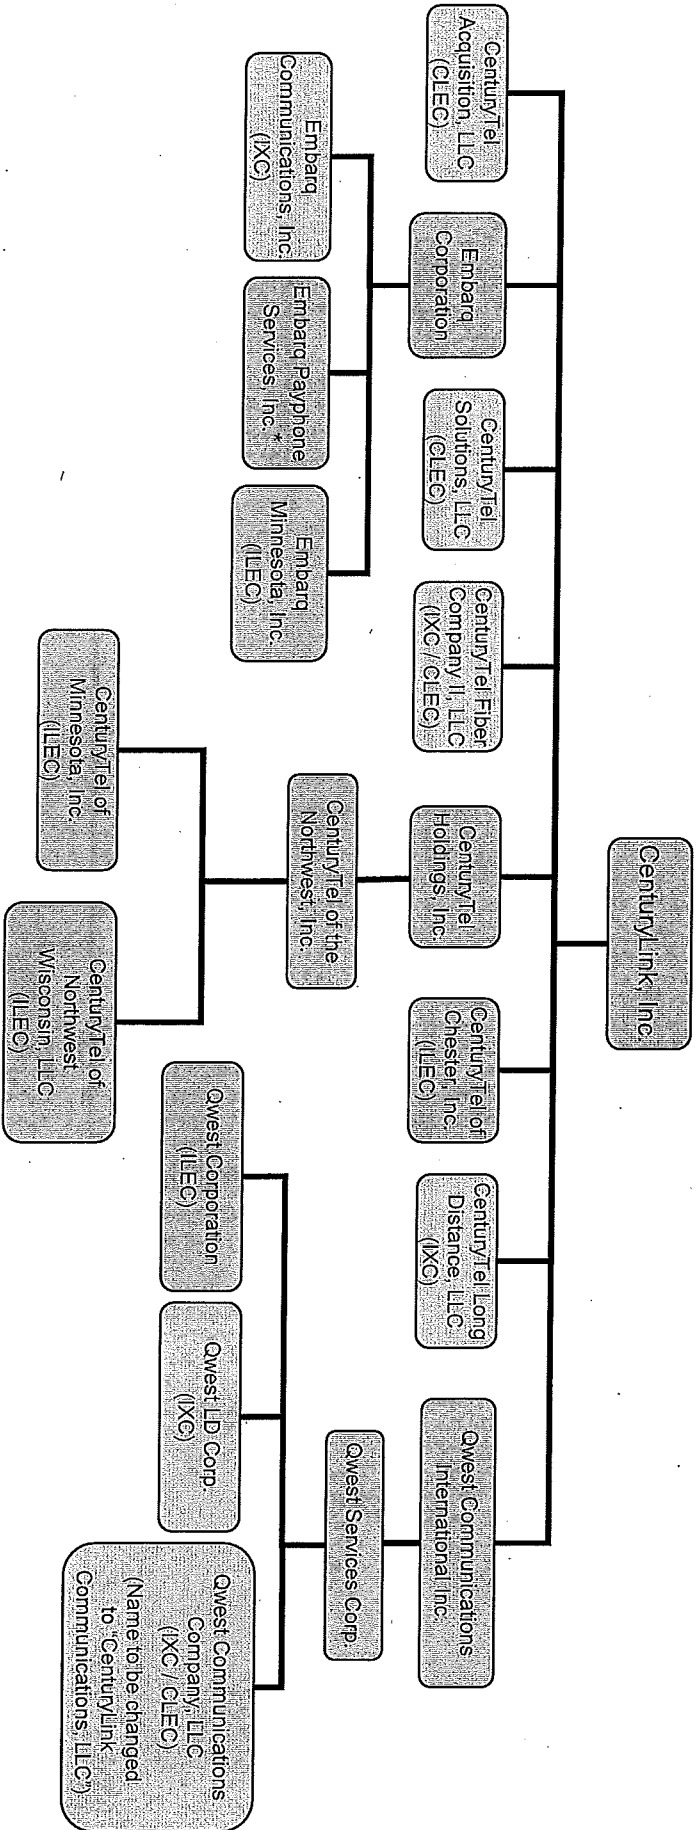 CenturyLink, Inc.
CenturyTel
Acquisition, LLC
(CLEC)
Embarq
Corporation
CenturyTel
Solutions, LLC
(CLEC)
CenturyTel Fiber
Company II, LLC
(IXC / CLEC)
CenturyTel
Holdings, Inc.
CenturyTel of
Chester, Inc.
(ILEC)
CenturyTel Long
Distance, LLC
(IXC)
Qwest Communications
International Inc.
Embarq
Communications, Inc.
(IXC)
Embarq Payphone
Services, Inc. *
Embarq
Minnesota, Inc.
(ILEC)
CenturyTel of the
Northwest, Inc.
Qwest Services Corp.
CenturyTel of
Minnesota, Inc.
(ILEC)
CenturyTel of
Northwest
Wisconsin, LLC
(ILEC)
Qwest Corporation
(ILEC)
Qwest LD Corp.
(IXC)
Qwest Communications
Company, LLC
(IXC / CLEC)
(Name to be changed
to "CenturyLink
Communications, LLC")